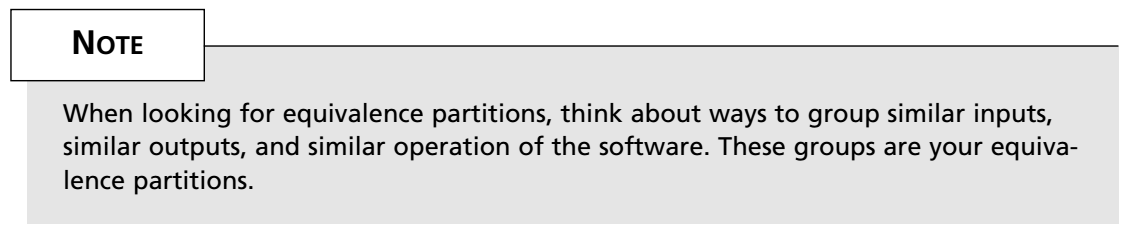 NOTE
When looking for equivalence partitions, think about ways to group similar inputs,
similar outputs, and similar operation of the software. These groups are your equiva-
lence partitions.